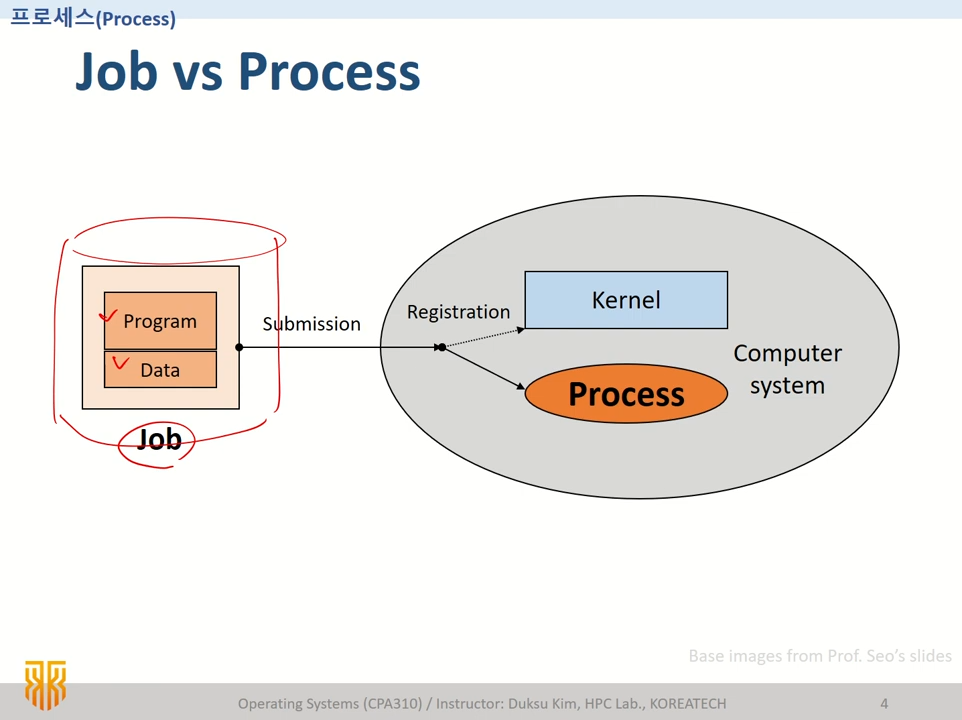 프로세스(Process)
Job vs Process
Program
Data
Job
Submission
Registration
Kernel
Process
Computer
system
Base images from Prof. Seo's slides
Operating Systems (CPA310) / Instructor: Duksu Kim, HPC Lab., KOREATECH
4